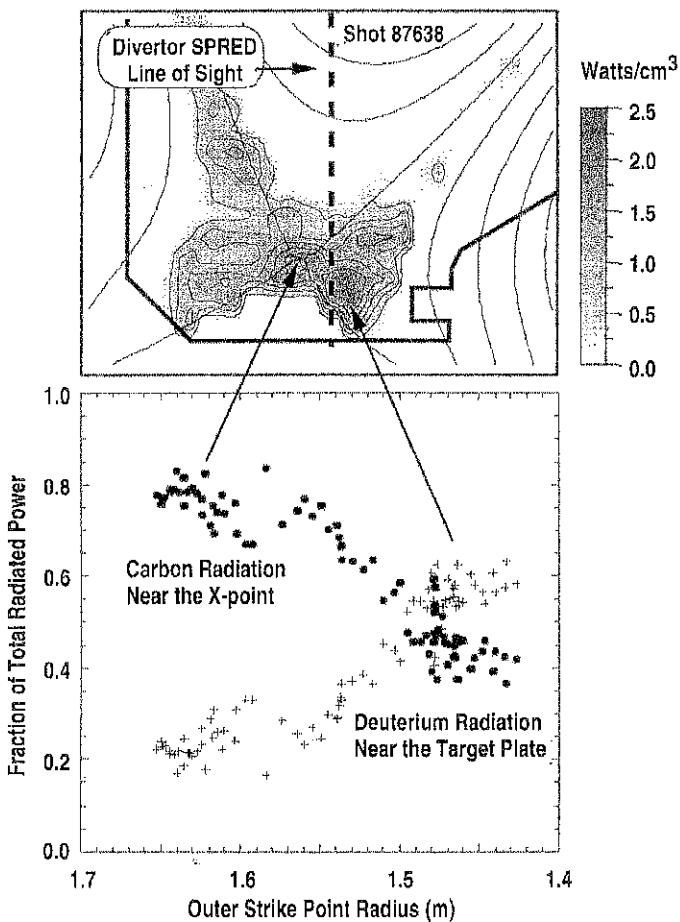 Shot 87638
Divertor SPRED
Line of Sight
Watts/cm³
2.5
2.0
1.5
1.0
0.5
0.0
1.0
0.8
0.6
0.4
0.2
0.0
Fraction of Total Radiated Power
Carbon Radiation
Near the X-point
Deuterium Radiation
Near the Target Plate
1.7
1.6
1.5
1.4
Outer Strike Point Radius (m)